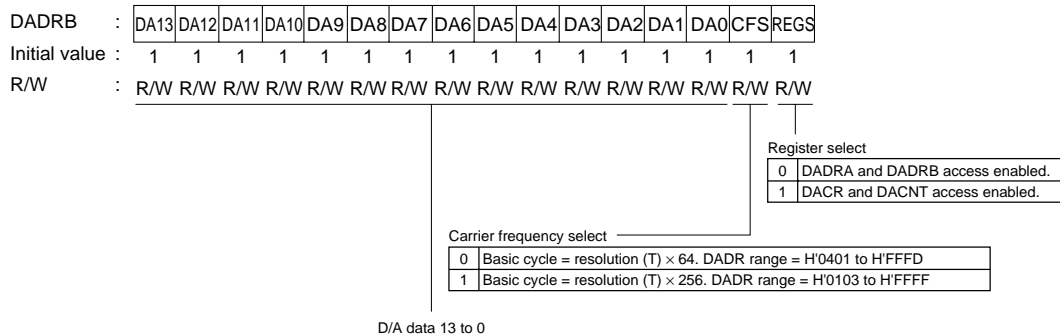 DADRB : DA13 DA12 DA11 DA10 DA9 DA8 DA7 DA6 DA5 DA4 DA3 DA2 DA1 DA0 CFS REGS
Initial value : 1 1 1 1 1 1 1 1 1 1 1 1 1 1 1 1
R/W : R/W R/W R/W R/W R/W R/W R/W R/W R/W R/W R/W R/W R/W R/W R/W R/W
Register select
0 DADRA and DADRB access enabled.
1 DACR and DACNT access enabled.
Carrier frequency select
0 Basic cycle = resolution (T) × 64. DADR range = H'0401 to H'FFFD
1 Basic cycle = resolution (T) × 256. DADR range = H'0103 to H'FFFF
D/A data 13 to 0